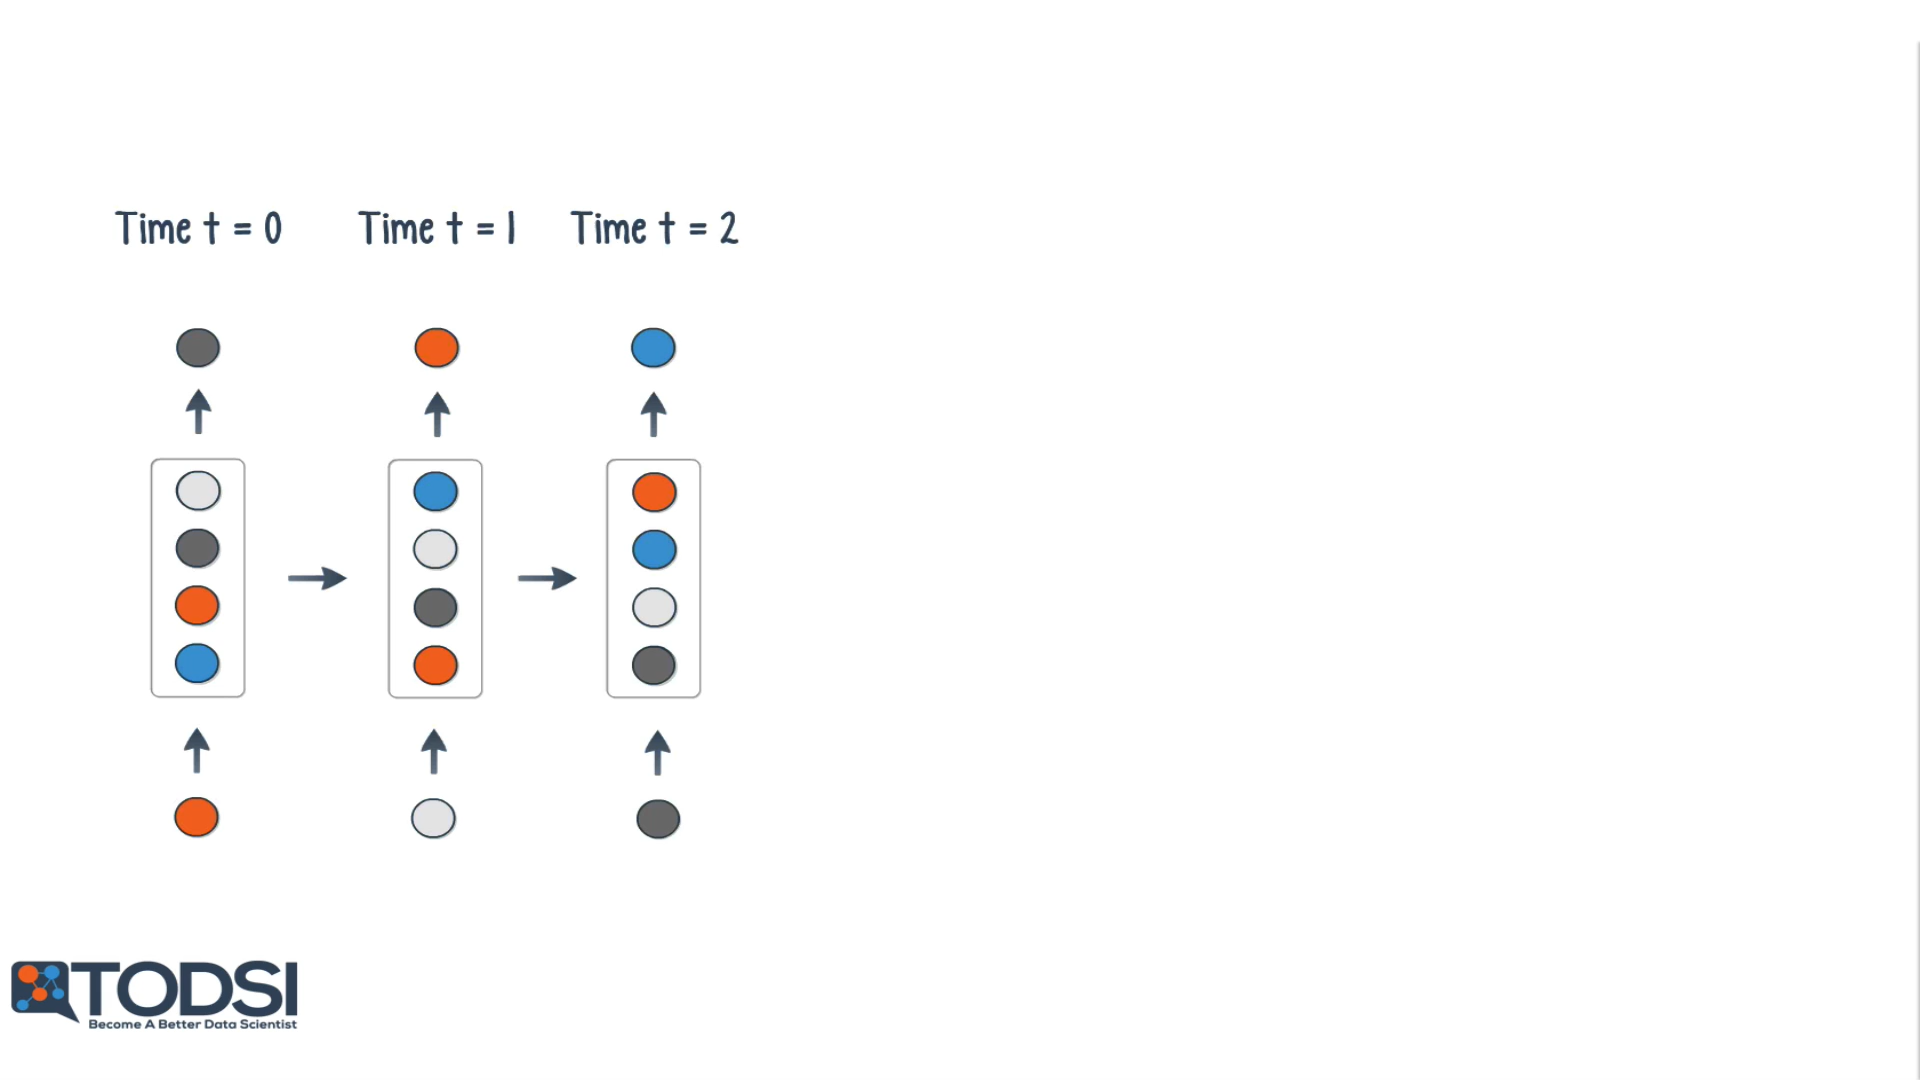 Time t = 0
Time t = 1
Time t = 2
TODSI
Become A Better Data Scientist